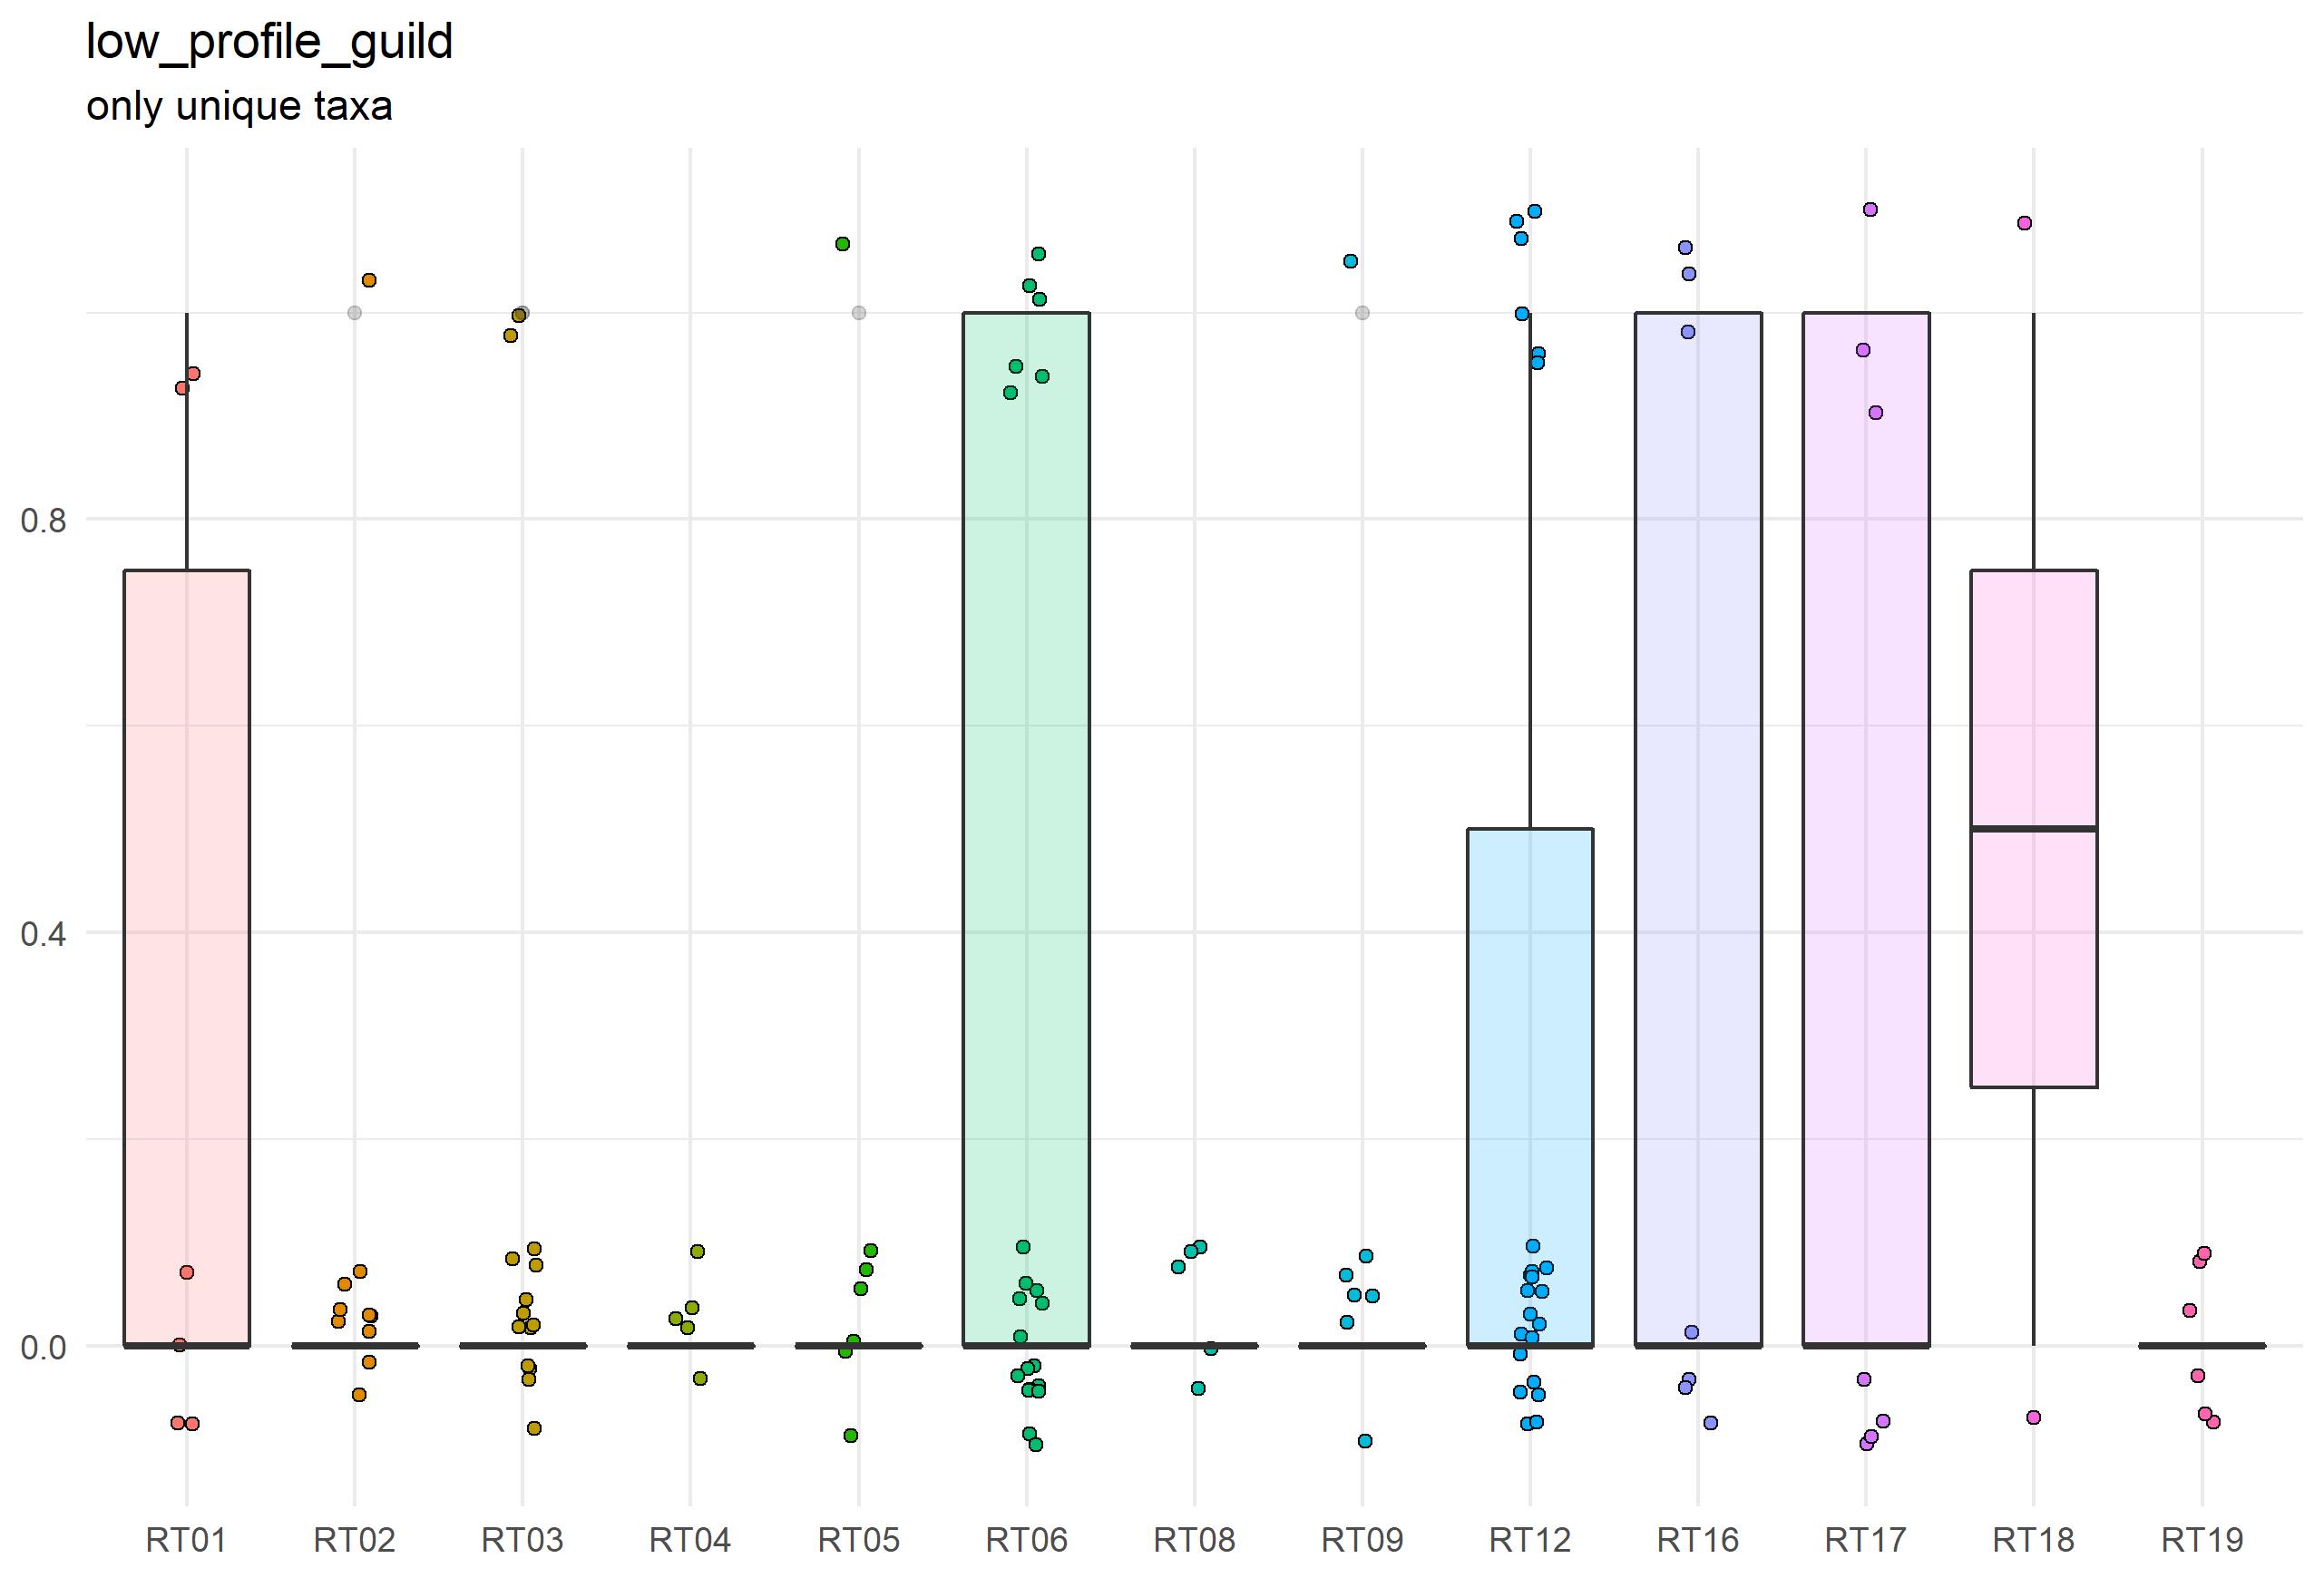 low_profile_guild
only unique taxa
0.8
0.4
0.0
RT01 RT02 RT03 RT04 RT05 RT06 RT08 RT09 RT12 RT16 RT17 RT18 RT19